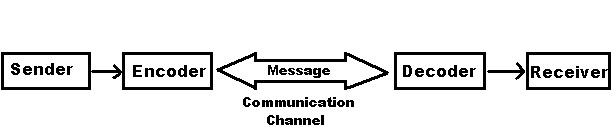 Sender Encoder Message Decoder Receiver
Communication
Channel